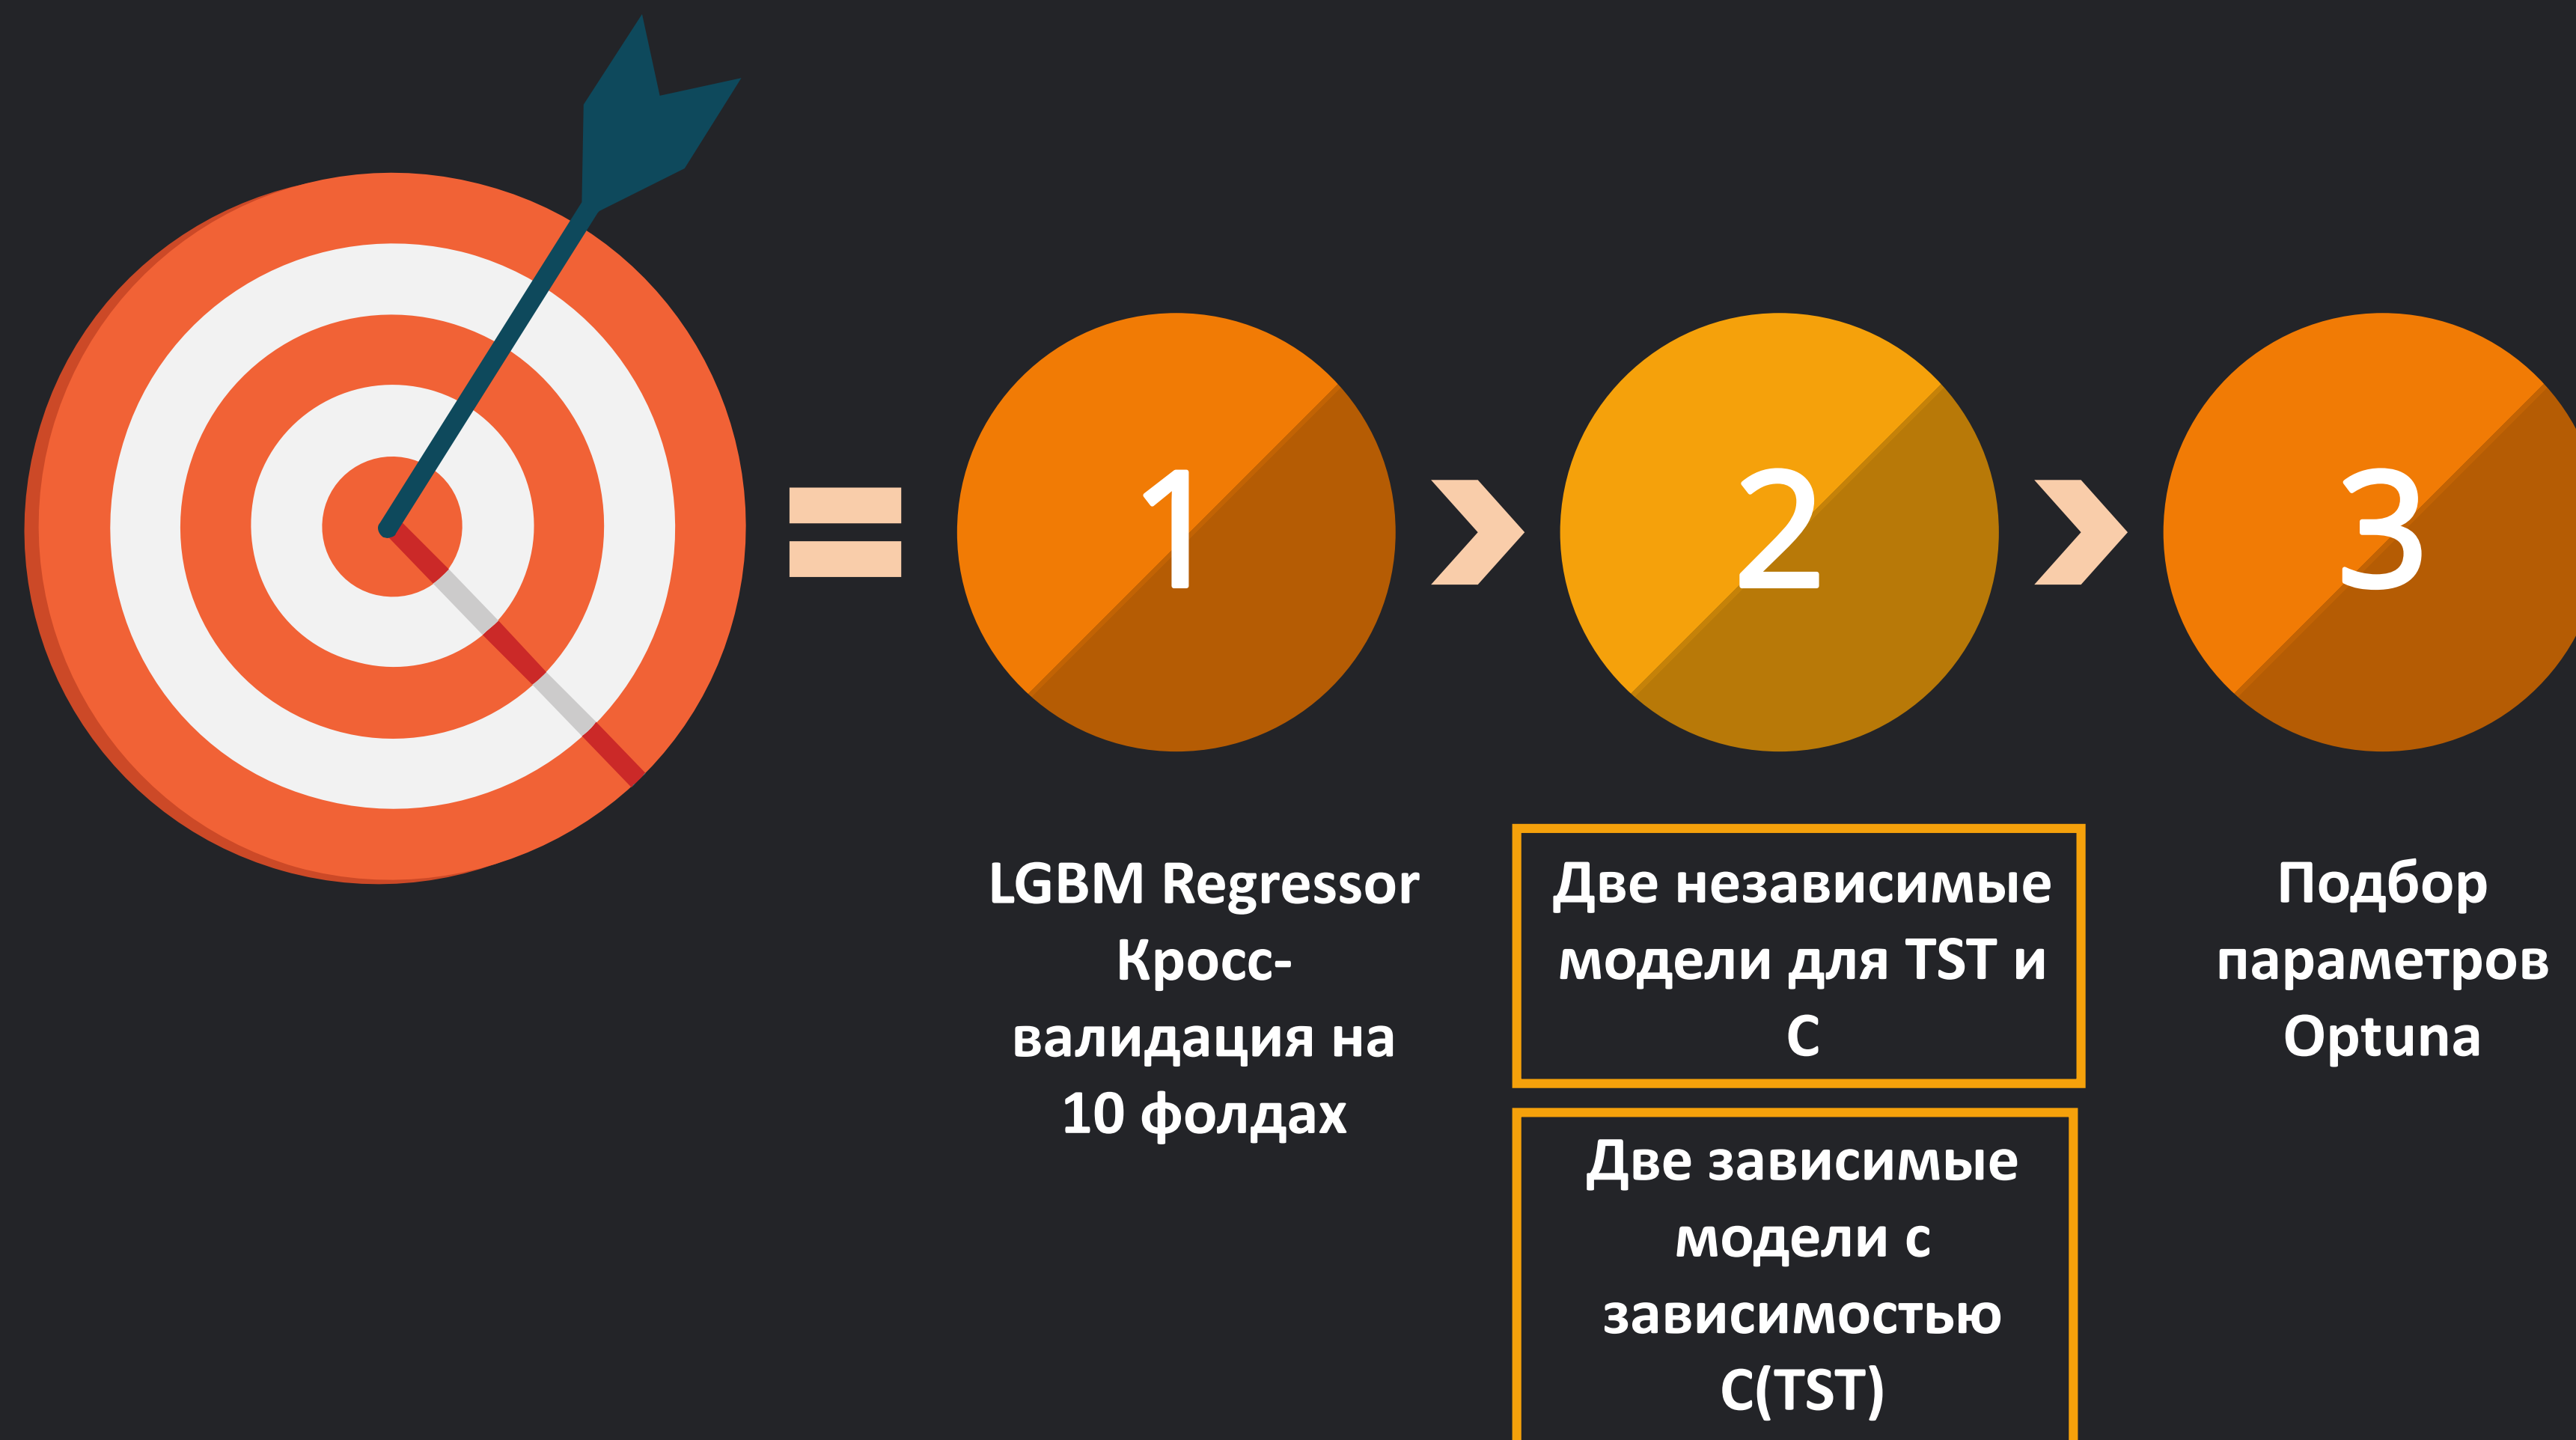 =
1
2
3
LGBM Regressor
Кросс-
валидация на
10 фолдах
Две независимые
модели для TST и
С
Две зависимые
модели с
зависимостью
С(TST)
Подбор
параметров
Optuna